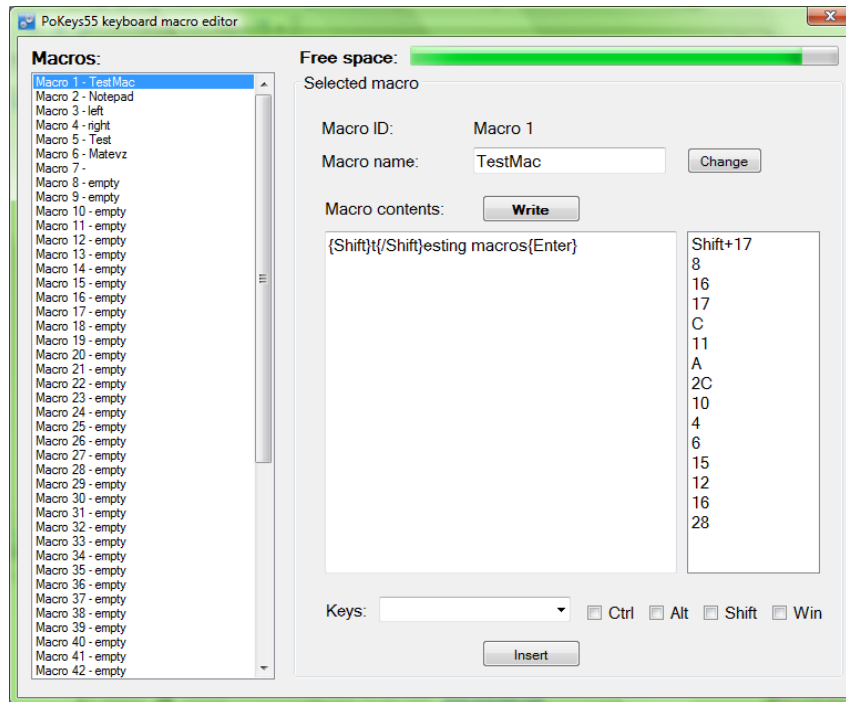 PoKeys55 keyboard macro editor
Macros:
Macro 1 - TestMac
Macro 2 - Notepad
Macro 3 - left
Macro 4 - right
Macro 5 - Test
Macro 6 - Matevz
Macro 7 -
Macro 8 - empty
Macro 9 - empty
Macro 10 - empty
Macro 11 - empty
Macro 12 - empty
Macro 13 - empty
Macro 14 - empty
Macro 15 - empty
Macro 16 - empty
Macro 17 - empty
Macro 18 - empty
Macro 19 - empty
Macro 20 - empty
Macro 21 - empty
Macro 22 - empty
Macro 23 - empty
Macro 24 - empty
Macro 25 - empty
Macro 26 - empty
Macro 27 - empty
Macro 28 - empty
Macro 29 - empty
Macro 30 - empty
Macro 31 - empty
Macro 32 - empty
Macro 33 - empty
Macro 34 - empty
Macro 35 - empty
Macro 36 - empty
Macro 37 - empty
Macro 38 - empty
Macro 39 - empty
Macro 40 - empty
Macro 41 - empty
Macro 42 - empty
Free space:
Selected macro
Macro ID: Macro 1
Macro name: TestMac Change
Macro contents: Write
{Shift}t{/Shift}esting macros{Enter}
Shift+17
8
16
17
C
11
A
2C
10
4
6
15
12
16
28
Keys: Ctrl Alt Shift Win
Insert